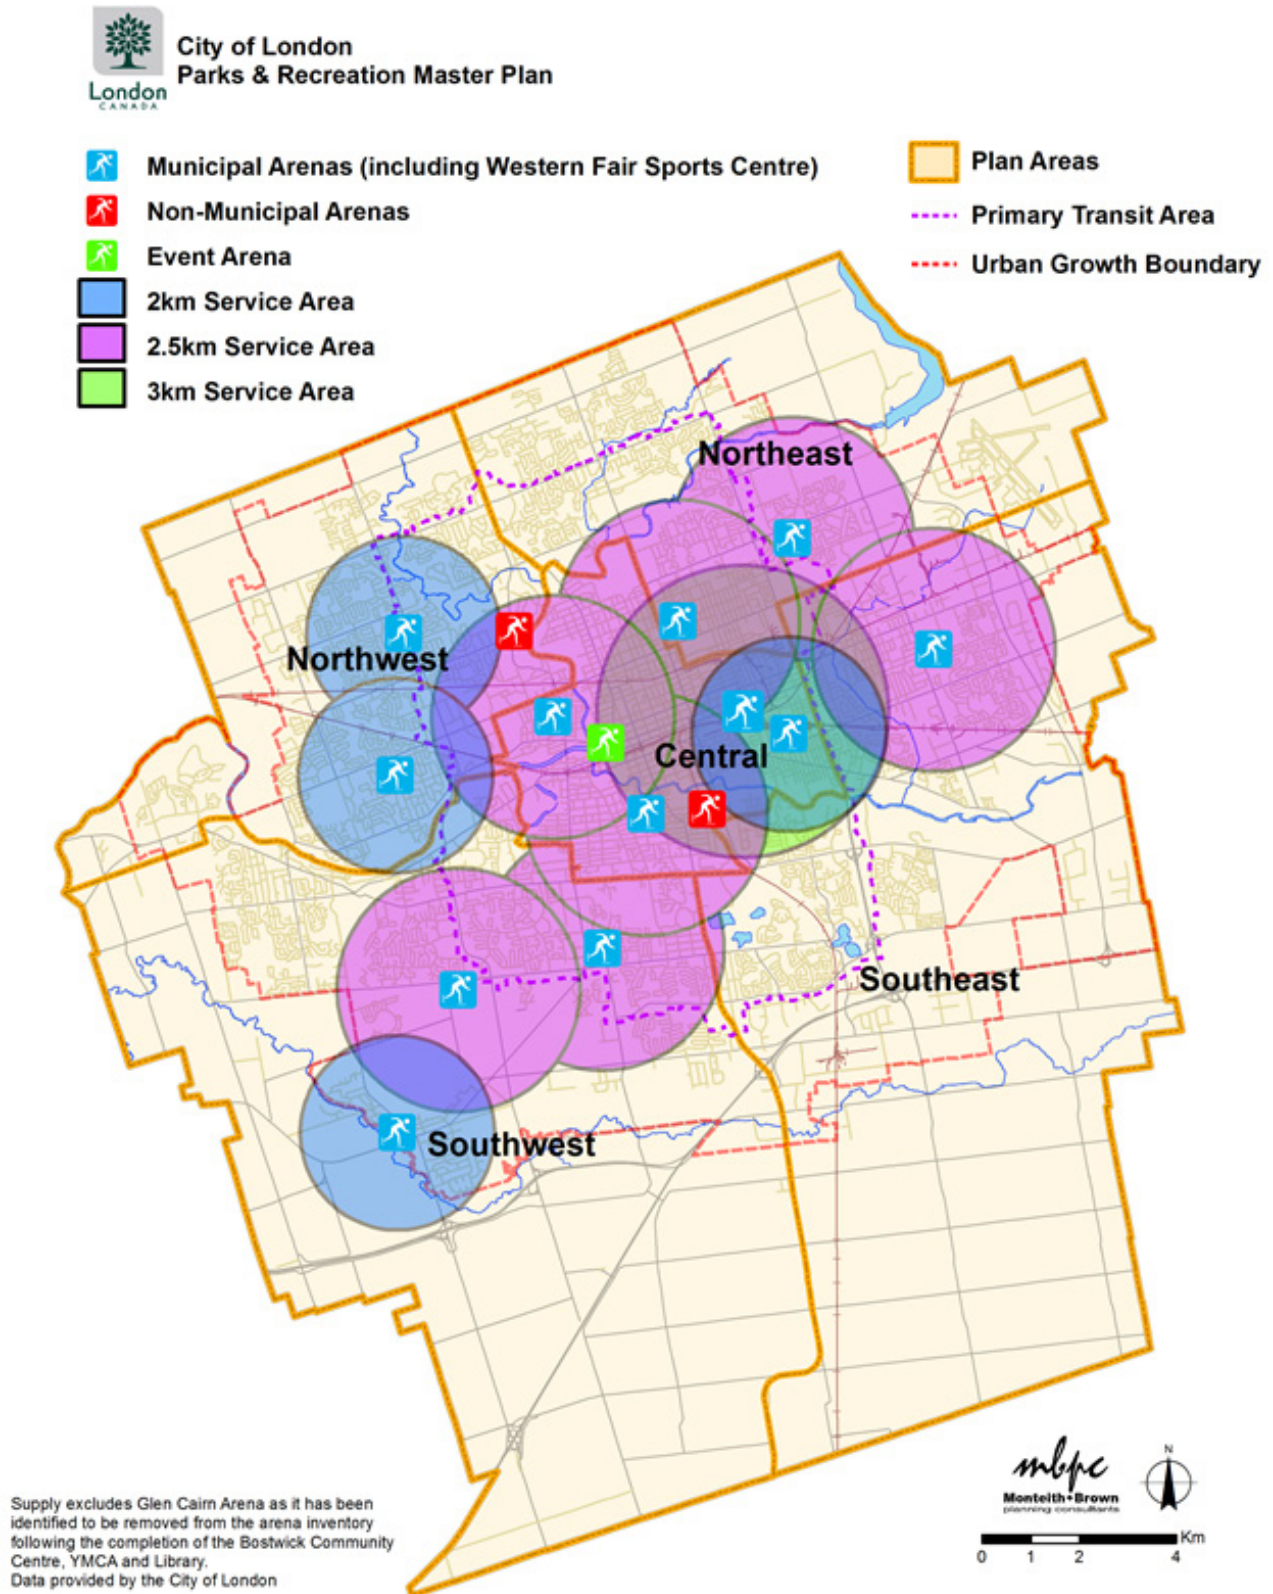 City of London
Parks & Recreation Master Plan
London
CANADA
Municipal Arenas (including Western Fair Sports Centre)
Non-Municipal Arenas
Event Arena
2km Service Area
2.5km Service Area
3km Service Area
Plan Areas
Primary Transit Area
Urban Growth Boundary
Northeast
Northwest
Central
Southeast
Southwest
Supply excludes Glen Cairn Arena as it has been
identified to be removed from the arena inventory
following the completion of the Bostwick Community
Centre, YMCA and Library.
Data provided by the City of London
mbpc
Monteith+Brown
planning consultants
N
Km
0 1 2 4